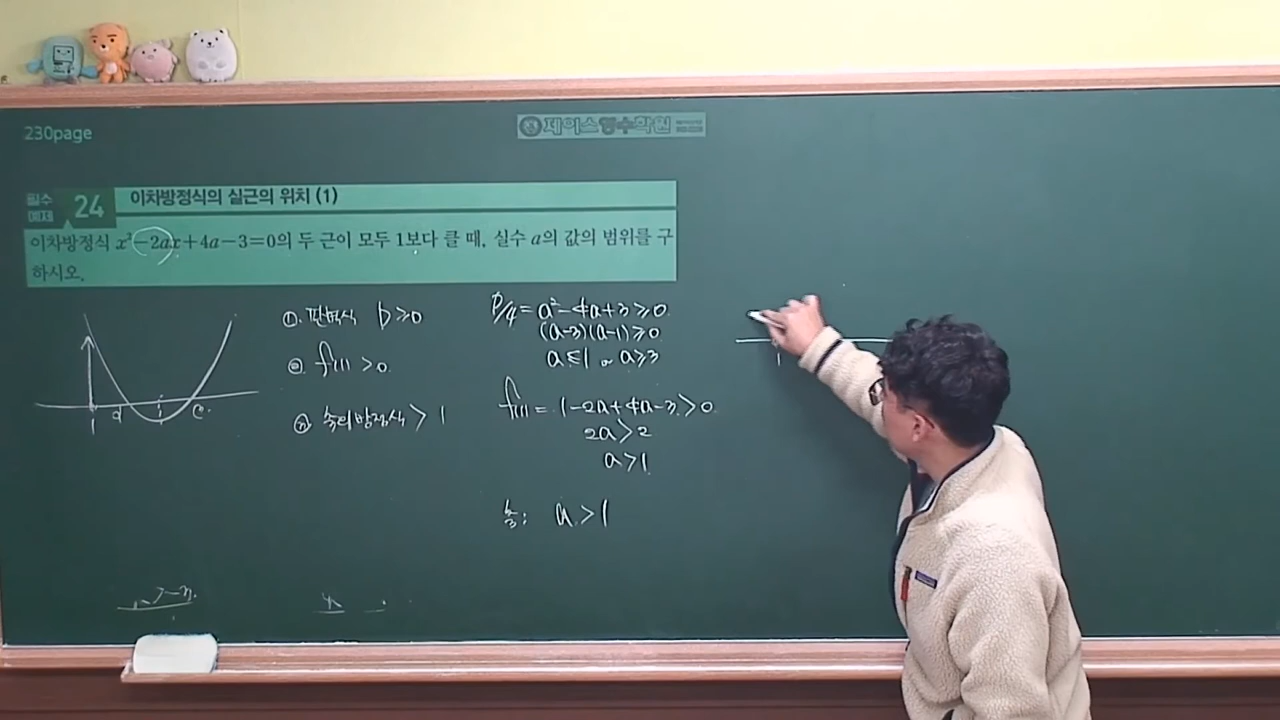 230page
제이스영수학원
필수 예제 24 이차방정식의 실근의 위치 (1)
이차방정식 x²-2ax+4a-3=0의 두 근이 모두 1보다 클 때, 실수 a의 값의 범위를 구
하시오.
① 판별식 D≥0
② f(1)>0
③ 축의방정식>1
D/4=a²-4a+3≥0
(a-3)(a-1)≥0
a≤1 or a≥3
f(1)=1-2a+4a-3>0
2a>2
a>1
축: a>1
1
1